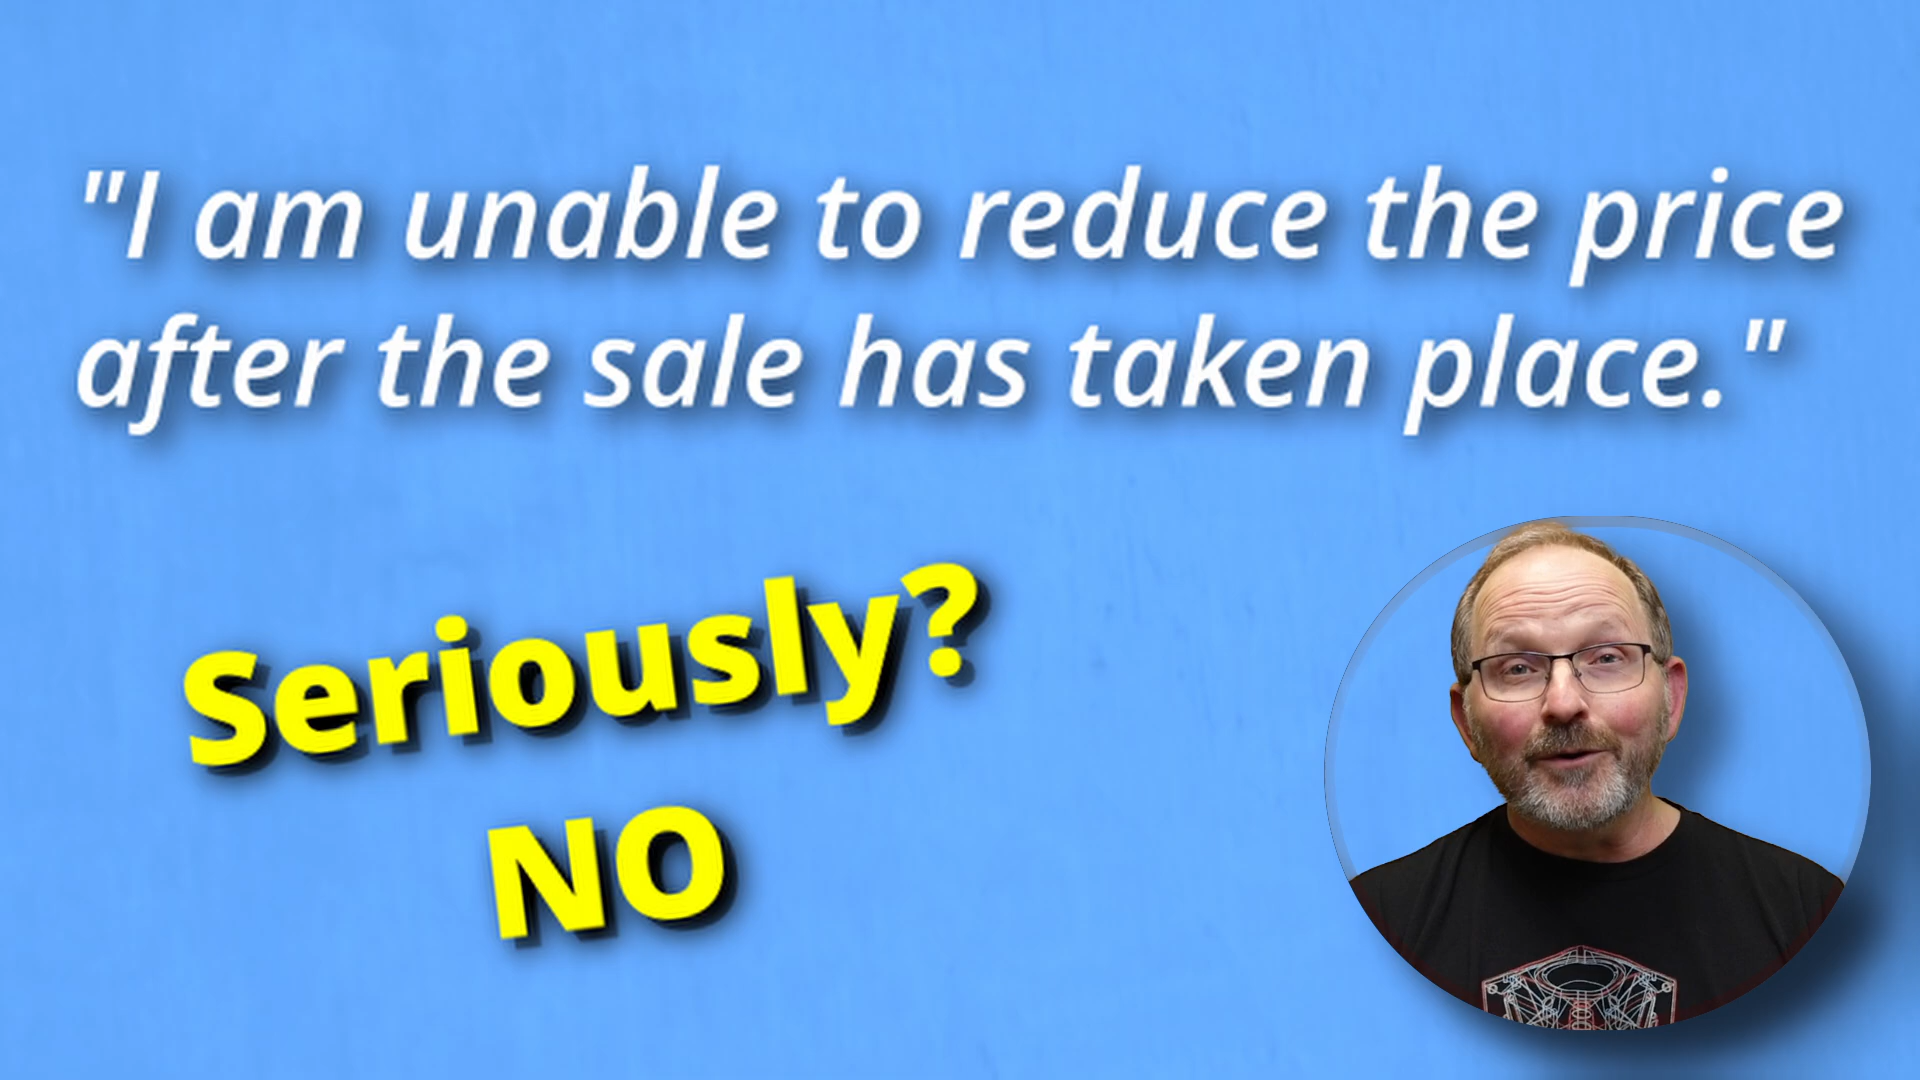 "I am unable to reduce the price
after the sale has taken place."
Seriously?
NO